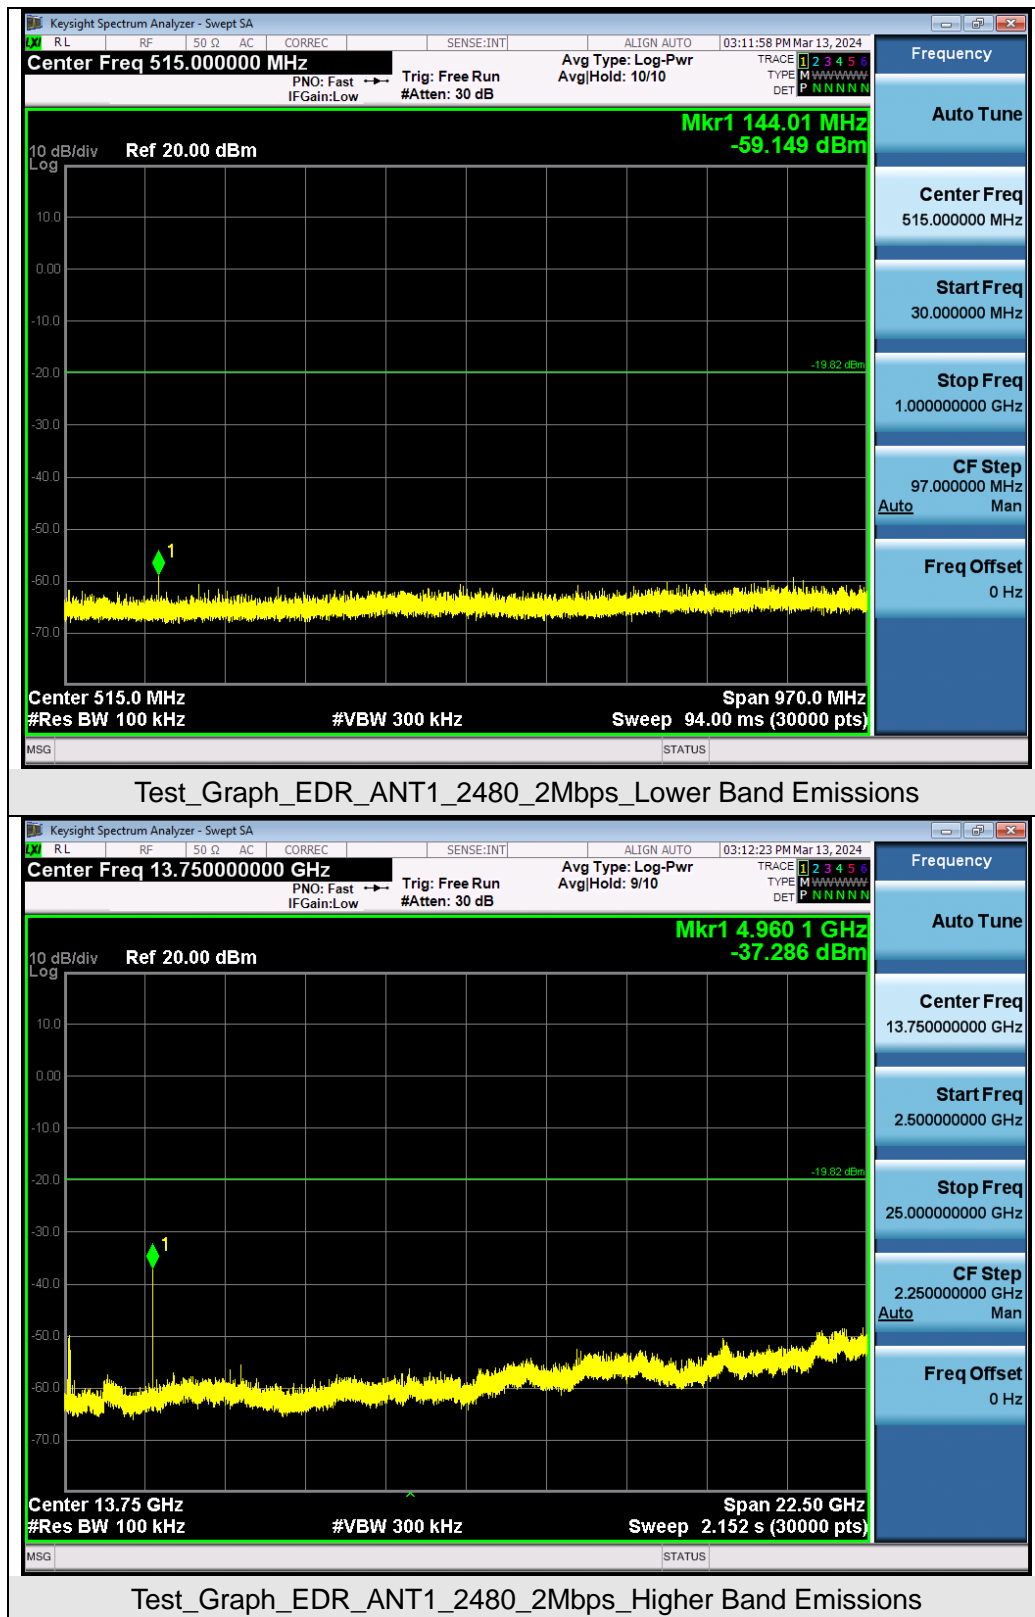 Keysight Spectrum Analyzer - Swept SA
LXI RL RF 50 Ω AC CORREC SENSE:INT ALIGN AUTO 03:11:58 PM Mar 13, 2024
Center Freq 515.000000 MHz
PNO: Fast
IFGain:Low
Trig: Free Run
#Atten: 30 dB
Avg Type: Log-Pwr
Avg|Hold: 10/10
TRACE 1 2 3 4 5 6
TYPE M WWWWW
DET P N N N N N
Mkr1 144.01 MHz
-59.149 dBm
10 dB/div Ref 20.00 dBm
Log
10.0
0.00
-10.0
-19.82 dBm
-20.0
-30.0
-40.0
-50.0
1
-60.0
-70.0
Center 515.0 MHz Span 970.0 MHz
#Res BW 100 kHz #VBW 300 kHz Sweep 94.00 ms (30000 pts)
MSG STATUS
Frequency
Auto Tune
Center Freq
515.000000 MHz
Start Freq
30.000000 MHz
Stop Freq
1.000000000 GHz
CF Step
97.000000 MHz
Auto Man
Freq Offset
0 Hz
Test_Graph_EDR_ANT1_2480_2Mbps_Lower Band Emissions
Keysight Spectrum Analyzer - Swept SA
LXI RL RF 50 Ω AC CORREC SENSE:INT ALIGN AUTO 03:12:23 PM Mar 13, 2024
Center Freq 13.750000000 GHz
PNO: Fast
IFGain:Low
Trig: Free Run
#Atten: 30 dB
Avg Type: Log-Pwr
Avg|Hold: 9/10
TRACE 1 2 3 4 5 6
TYPE M WWWWW
DET P N N N N N
Mkr1 4.960 1 GHz
-37.286 dBm
10 dB/div Ref 20.00 dBm
Log
10.0
0.00
-10.0
-19.82 dBm
-20.0
-30.0
1
-40.0
-50.0
-60.0
-70.0
Center 13.75 GHz Span 22.50 GHz
#Res BW 100 kHz #VBW 300 kHz Sweep 2.152 s (30000 pts)
MSG STATUS
Frequency
Auto Tune
Center Freq
13.750000000 GHz
Start Freq
2.500000000 GHz
Stop Freq
25.000000000 GHz
CF Step
2.250000000 GHz
Auto Man
Freq Offset
0 Hz
Test_Graph_EDR_ANT1_2480_2Mbps_Higher Band Emissions